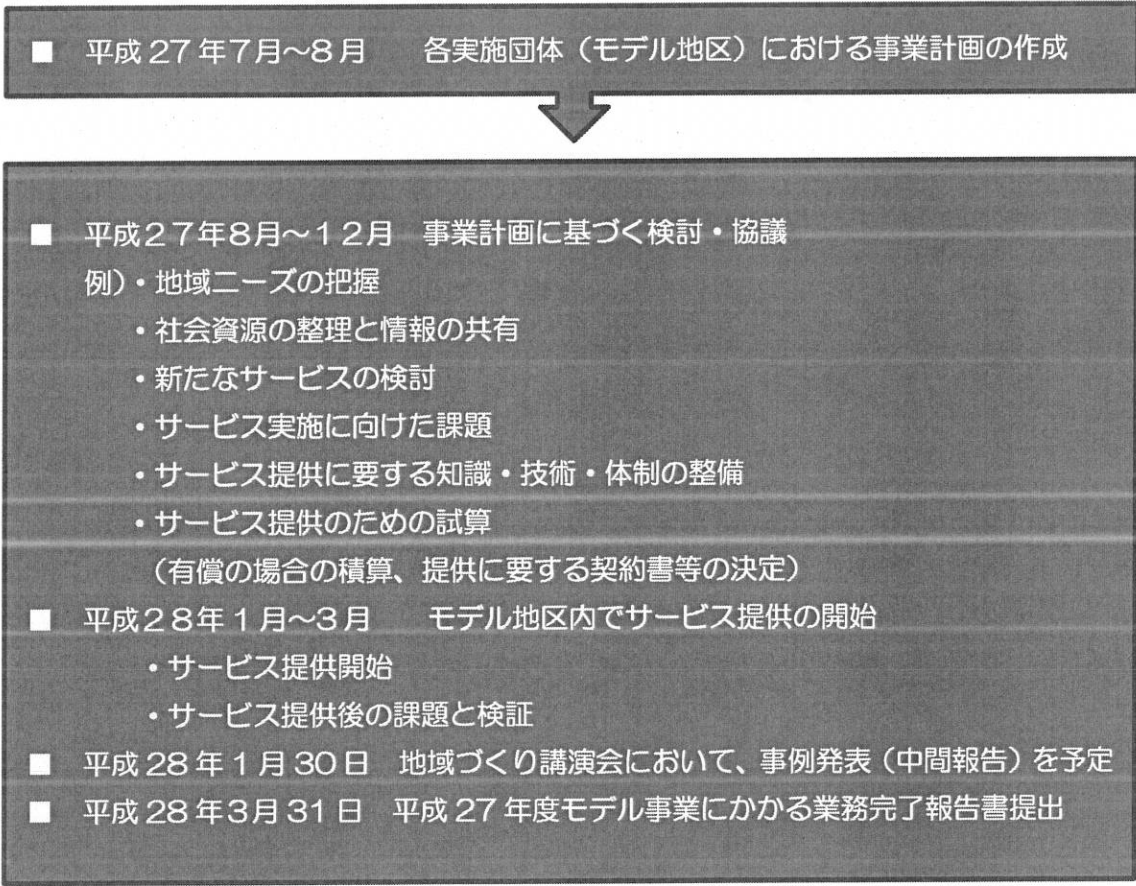 ■ 平成27年7月～8月　各実施団体（モデル地区）における事業計画の作成
■ 平成27年8月～12月　事業計画に基づく検討・協議
例）・地域ニーズの把握
・社会資源の整理と情報の共有
・新たなサービスの検討
・サービス実施に向けた課題
・サービス提供に要する知識・技術・体制の整備
・サービス提供のための試算
（有償の場合の積算、提供に要する契約書等の決定）
■ 平成28年1月～3月　モデル地区内でサービス提供の開始
・サービス提供開始
・サービス提供後の課題と検証
■ 平成28年1月30日　地域づくり講演会において、事例発表（中間報告）を予定
■ 平成28年3月31日　平成27年度モデル事業にかかる業務完了報告書提出